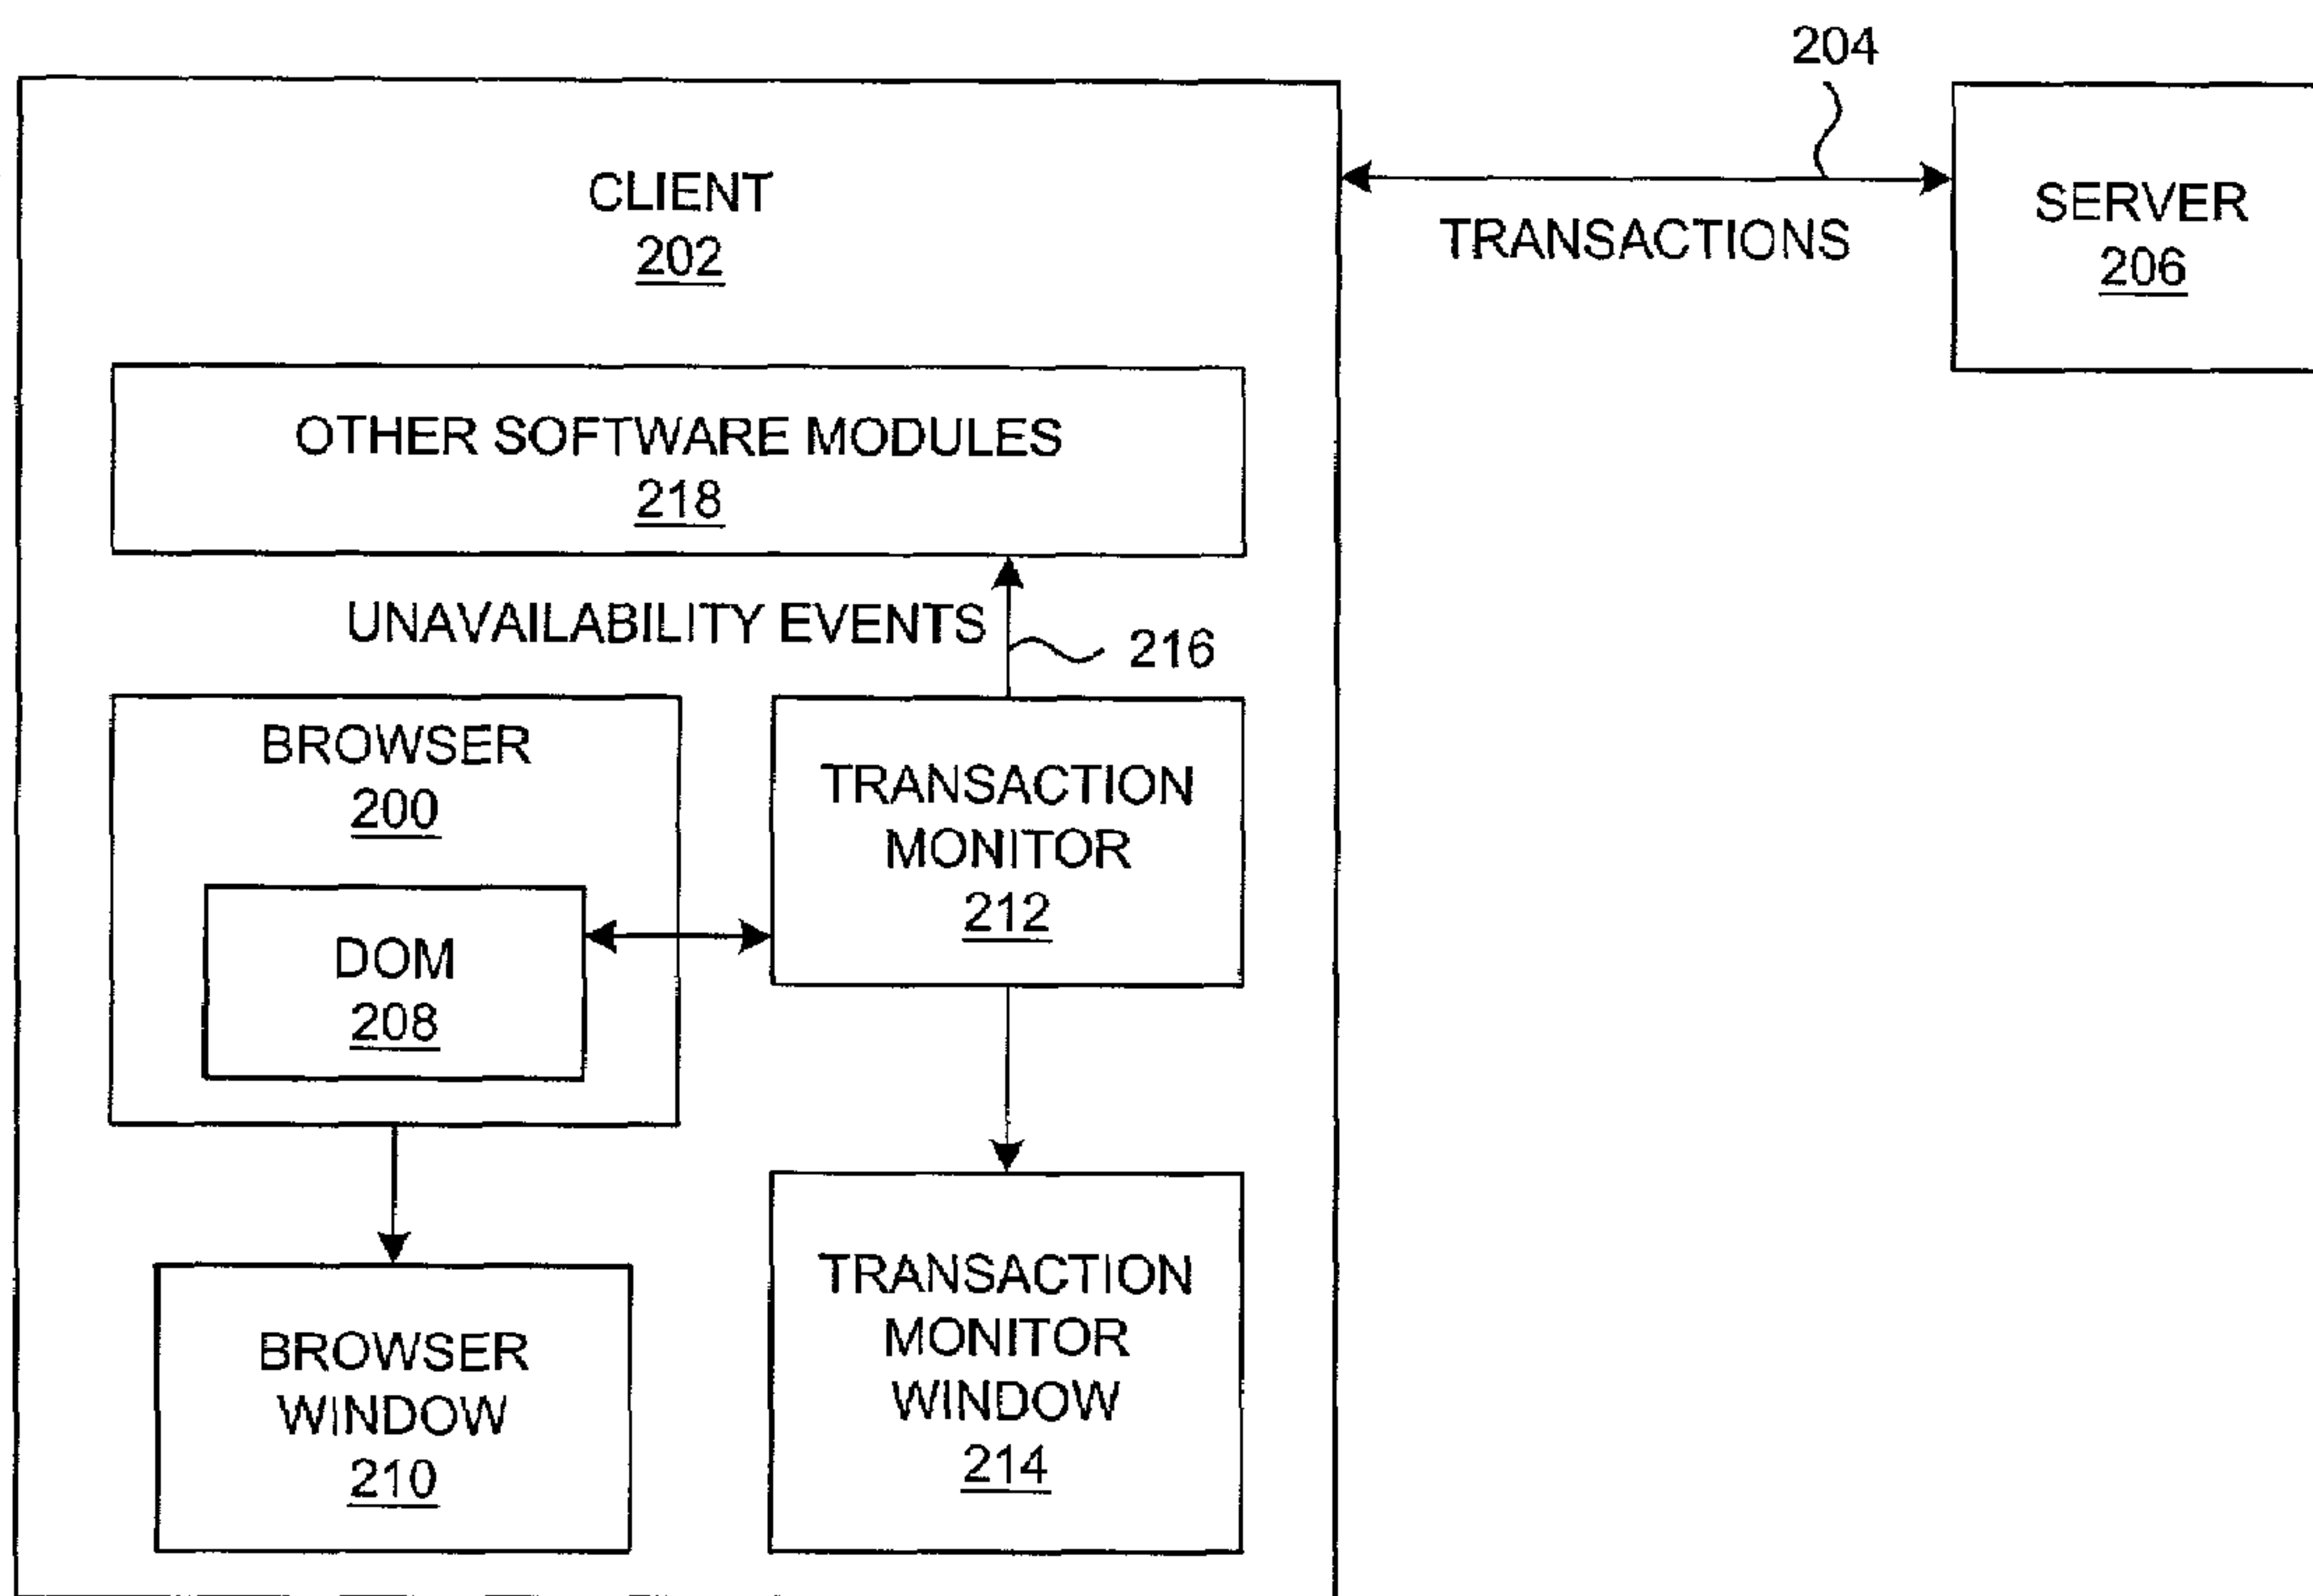 204
CLIENT
202
TRANSACTIONS
SERVER
206
OTHER SOFTWARE MODULES
218
UNAVAILABILITY EVENTS
216
BROWSER
200
DOM
208
TRANSACTION
MONITOR
212
BROWSER
WINDOW
210
TRANSACTION
MONITOR
WINDOW
214